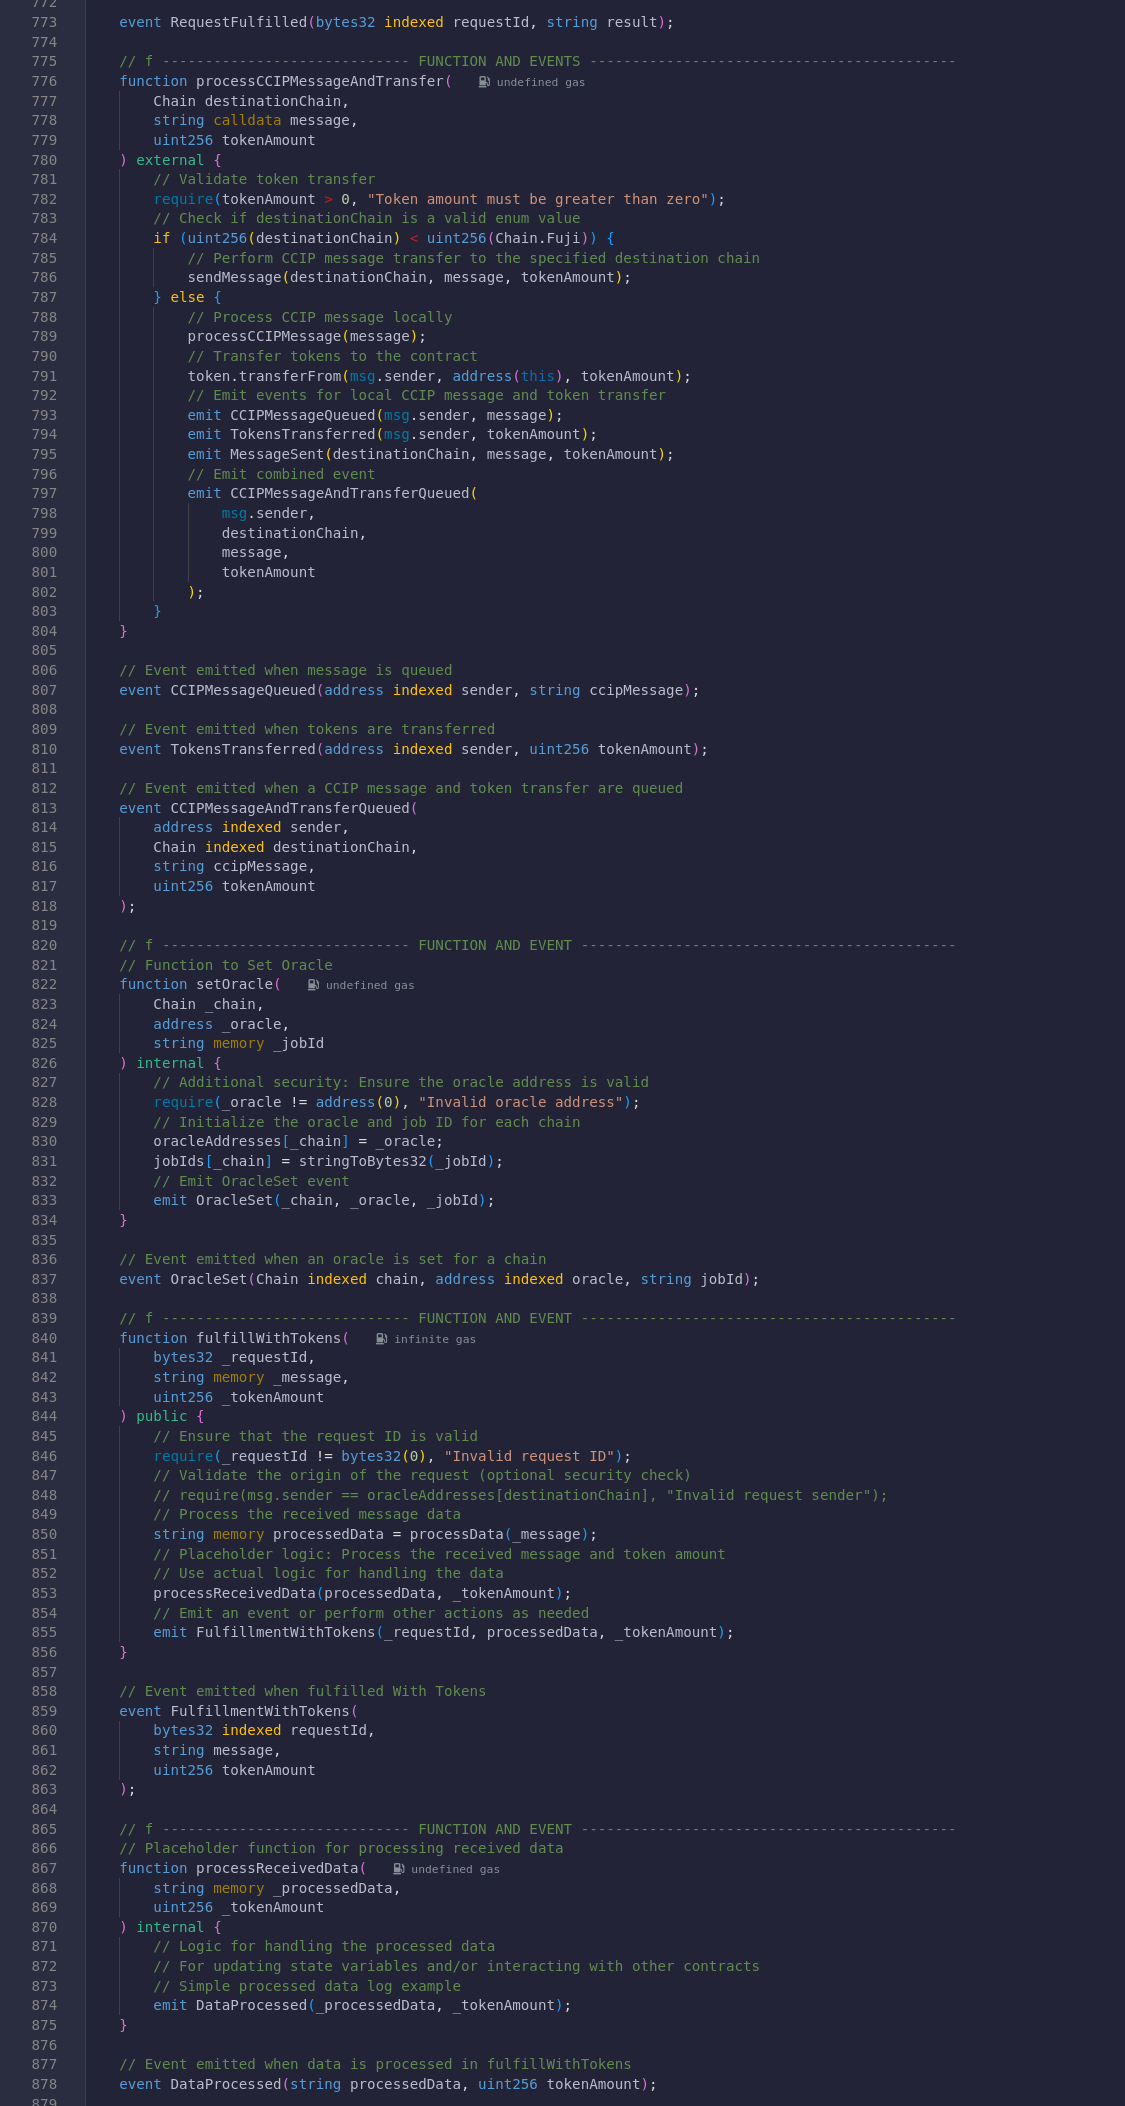 772
773 event RequestFulfilled(bytes32 indexed requestId, string result);
774
775 // f ----------------------------- FUNCTION AND EVENTS -------------------------------------------
776 function processCCIPMessageAndTransfer( undefined gas
777 Chain destinationChain,
778 string calldata message,
779 uint256 tokenAmount
780 ) external {
781 // Validate token transfer
782 require(tokenAmount > 0, "Token amount must be greater than zero");
783 // Check if destinationChain is a valid enum value
784 if (uint256(destinationChain) < uint256(Chain.Fuji)) {
785 // Perform CCIP message transfer to the specified destination chain
786 sendMessage(destinationChain, message, tokenAmount);
787 } else {
788 // Process CCIP message locally
789 processCCIPMessage(message);
790 // Transfer tokens to the contract
791 token.transferFrom(msg.sender, address(this), tokenAmount);
792 // Emit events for local CCIP message and token transfer
793 emit CCIPMessageQueued(msg.sender, message);
794 emit TokensTransferred(msg.sender, tokenAmount);
795 emit MessageSent(destinationChain, message, tokenAmount);
796 // Emit combined event
797 emit CCIPMessageAndTransferQueued(
798 msg.sender,
799 destinationChain,
800 message,
801 tokenAmount
802 );
803 }
804 }
805
806 // Event emitted when message is queued
807 event CCIPMessageQueued(address indexed sender, string ccipMessage);
808
809 // Event emitted when tokens are transferred
810 event TokensTransferred(address indexed sender, uint256 tokenAmount);
811
812 // Event emitted when a CCIP message and token transfer are queued
813 event CCIPMessageAndTransferQueued(
814 address indexed sender,
815 Chain indexed destinationChain,
816 string ccipMessage,
817 uint256 tokenAmount
818 );
819
820 // f ----------------------------- FUNCTION AND EVENT --------------------------------------------
821 // Function to Set Oracle
822 function setOracle( undefined gas
823 Chain _chain,
824 address _oracle,
825 string memory _jobId
826 ) internal {
827 // Additional security: Ensure the oracle address is valid
828 require(_oracle != address(0), "Invalid oracle address");
829 // Initialize the oracle and job ID for each chain
830 oracleAddresses[_chain] = _oracle;
831 jobIds[_chain] = stringToBytes32(_jobId);
832 // Emit OracleSet event
833 emit OracleSet(_chain, _oracle, _jobId);
834 }
835
836 // Event emitted when an oracle is set for a chain
837 event OracleSet(Chain indexed chain, address indexed oracle, string jobId);
838
839 // f ----------------------------- FUNCTION AND EVENT --------------------------------------------
840 function fulfillWithTokens( infinite gas
841 bytes32 _requestId,
842 string memory _message,
843 uint256 _tokenAmount
844 ) public {
845 // Ensure that the request ID is valid
846 require(_requestId != bytes32(0), "Invalid request ID");
847 // Validate the origin of the request (optional security check)
848 // require(msg.sender == oracleAddresses[destinationChain], "Invalid request sender");
849 // Process the received message data
850 string memory processedData = processData(_message);
851 // Placeholder logic: Process the received message and token amount
852 // Use actual logic for handling the data
853 processReceivedData(processedData, _tokenAmount);
854 // Emit an event or perform other actions as needed
855 emit FulfillmentWithTokens(_requestId, processedData, _tokenAmount);
856 }
857
858 // Event emitted when fulfilled With Tokens
859 event FulfillmentWithTokens(
860 bytes32 indexed requestId,
861 string message,
862 uint256 tokenAmount
863 );
864
865 // f ----------------------------- FUNCTION AND EVENT --------------------------------------------
866 // Placeholder function for processing received data
867 function processReceivedData( undefined gas
868 string memory _processedData,
869 uint256 _tokenAmount
870 ) internal {
871 // Logic for handling the processed data
872 // For updating state variables and/or interacting with other contracts
873 // Simple processed data log example
874 emit DataProcessed(_processedData, _tokenAmount);
875 }
876
877 // Event emitted when data is processed in fulfillWithTokens
878 event DataProcessed(string processedData, uint256 tokenAmount);
879